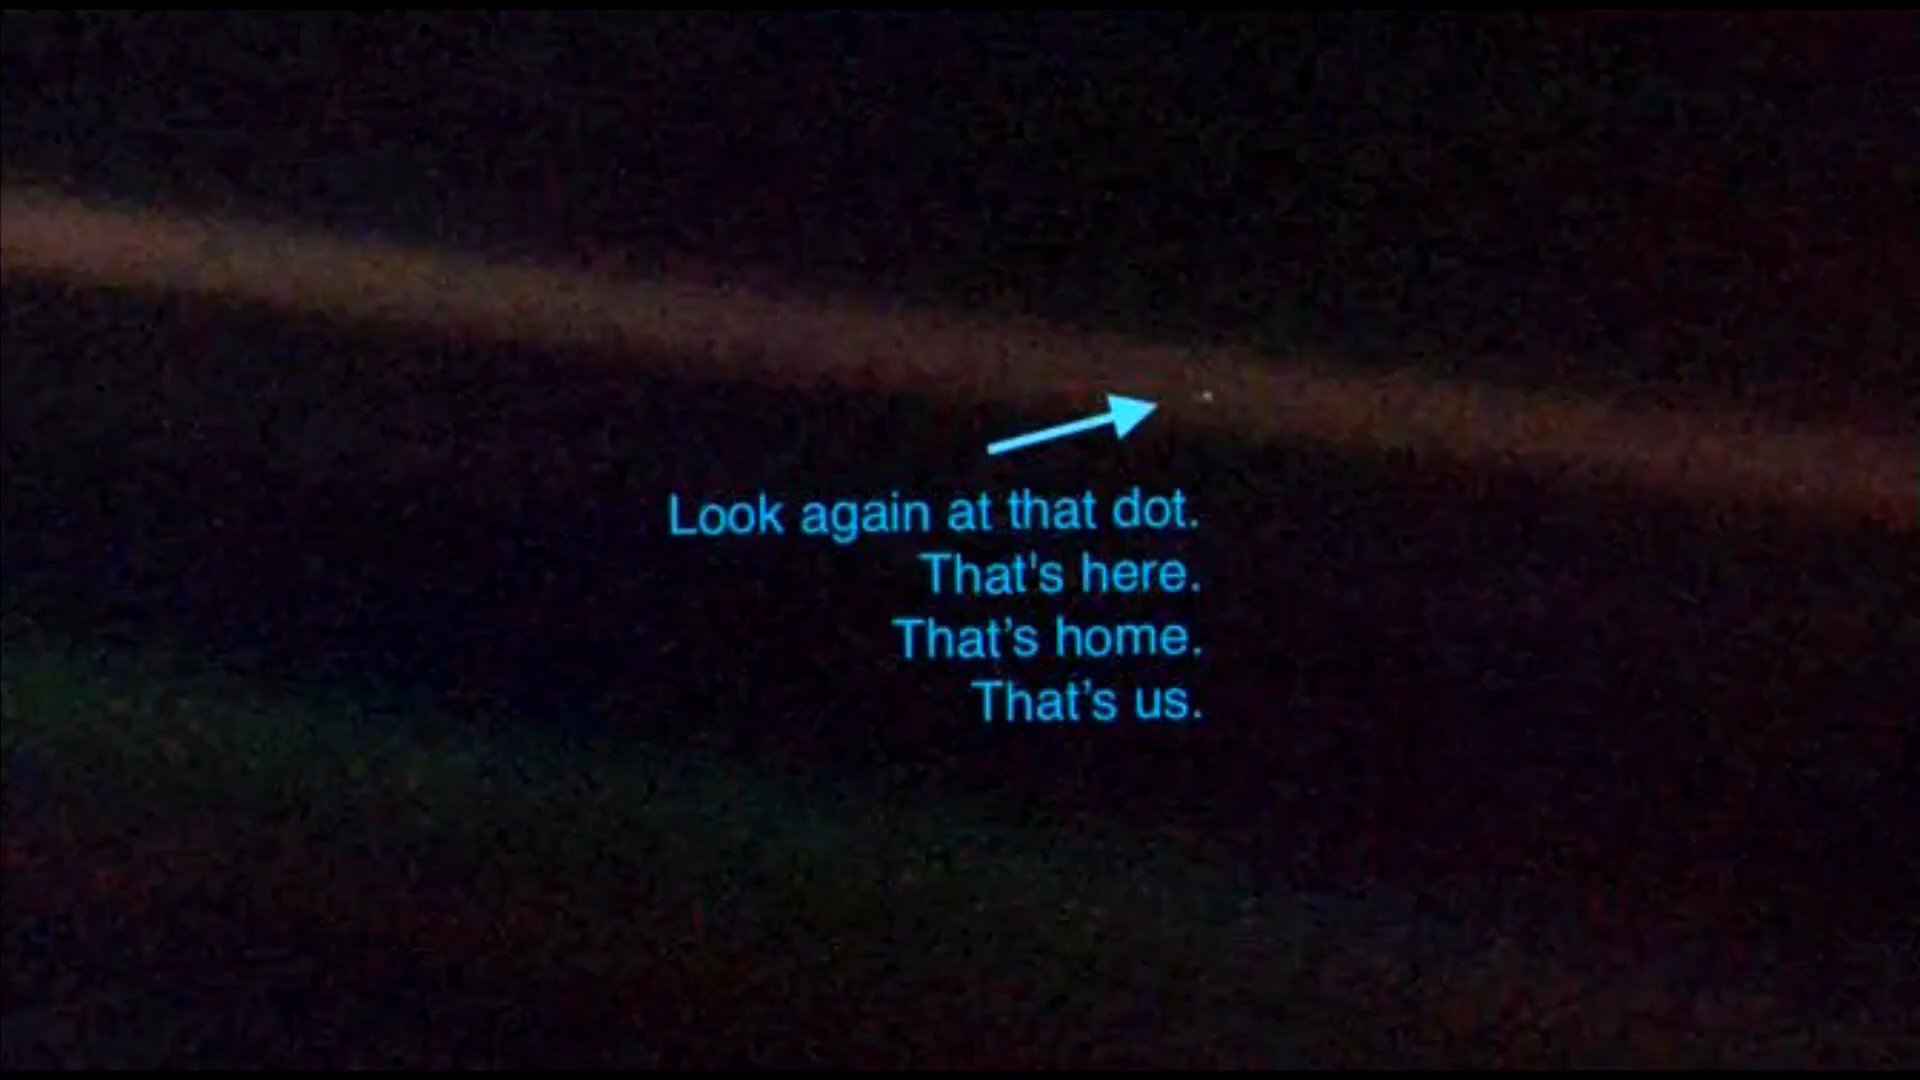 Look again at that dot.
That's here.
That’s home.
That’s us.